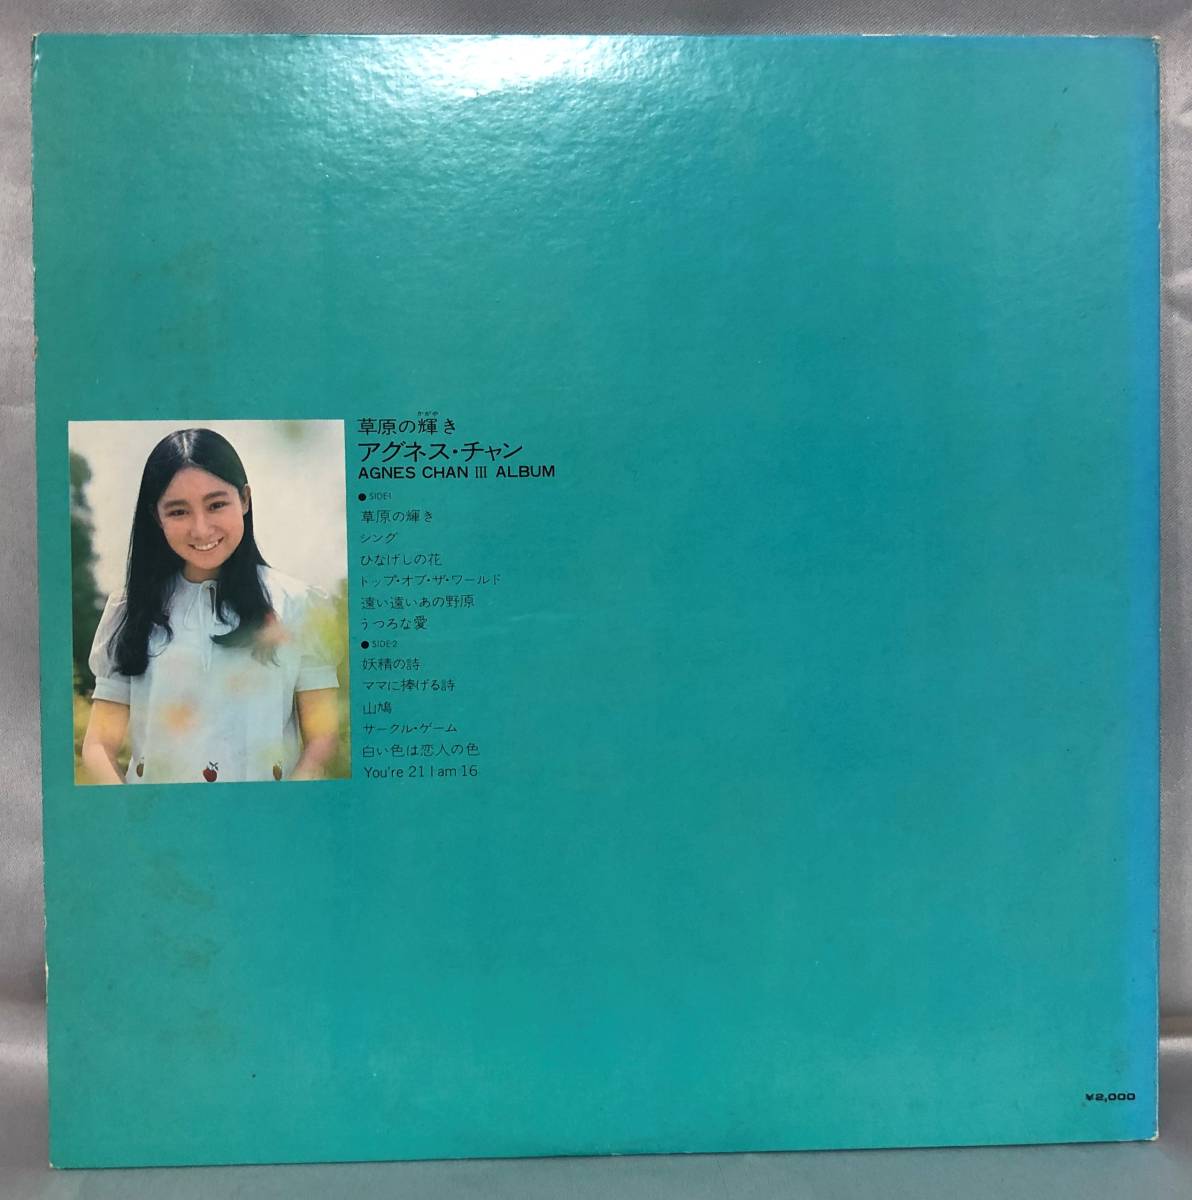 かがや
草原の輝き
アグネス・チャン
AGNES CHAN III ALBUM
● SIDE-1
草原の輝き
シング
ひなげしの花
トップ・オブ・ザ・ワールド
遠い遠いあの野原
うつろな愛
● SIDE-2
妖精の詩
ママに捧げる詩
山鳩
サークル・ゲーム
白い色は恋人の色
You're 21 I am 16
¥2,000